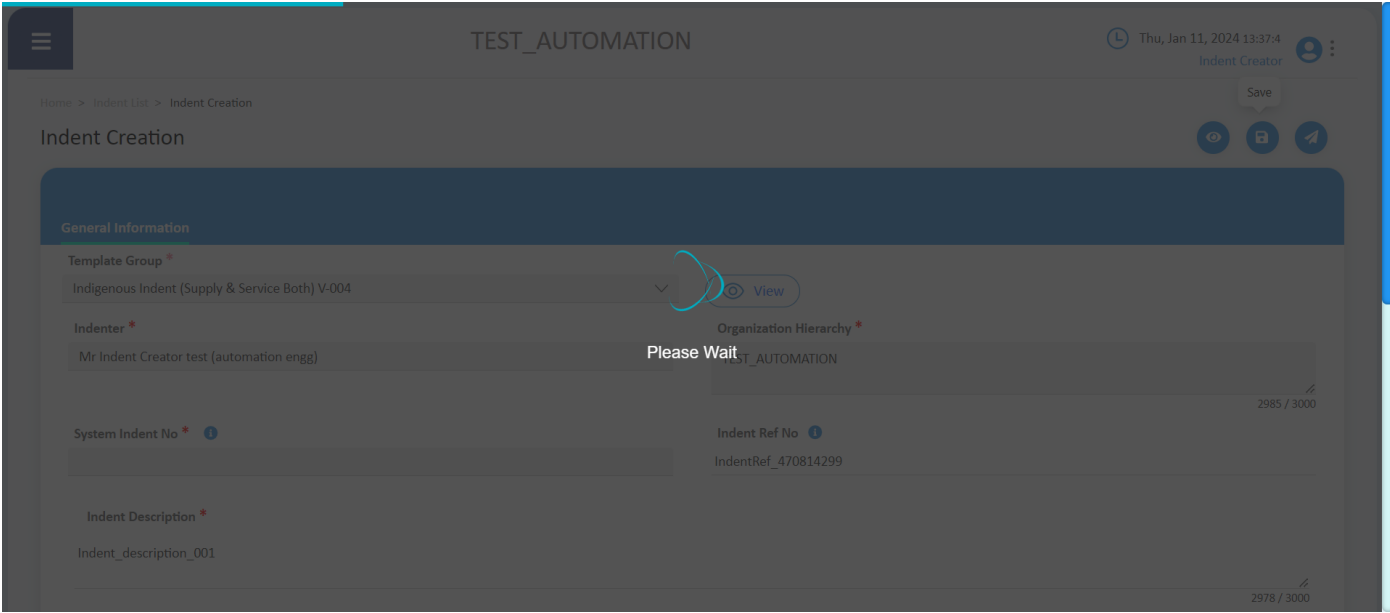 TEST_AUTOMATION
Thu, Jan 11, 2024 13:37:4
Indent Creator
Home > Indent List > Indent Creation
Save
Indent Creation
General Information
Template Group *
Indigenous Indent (Supply & Service Both) V-004
View
Indenter *
Organization Hierarchy *
Mr Indent Creator test (automation engg)
Please Wait
TEST_AUTOMATION
2985 / 3000
System Indent No *
Indent Ref No
IndentRef_470814299
Indent Description *
Indent_description_001
2978 / 3000